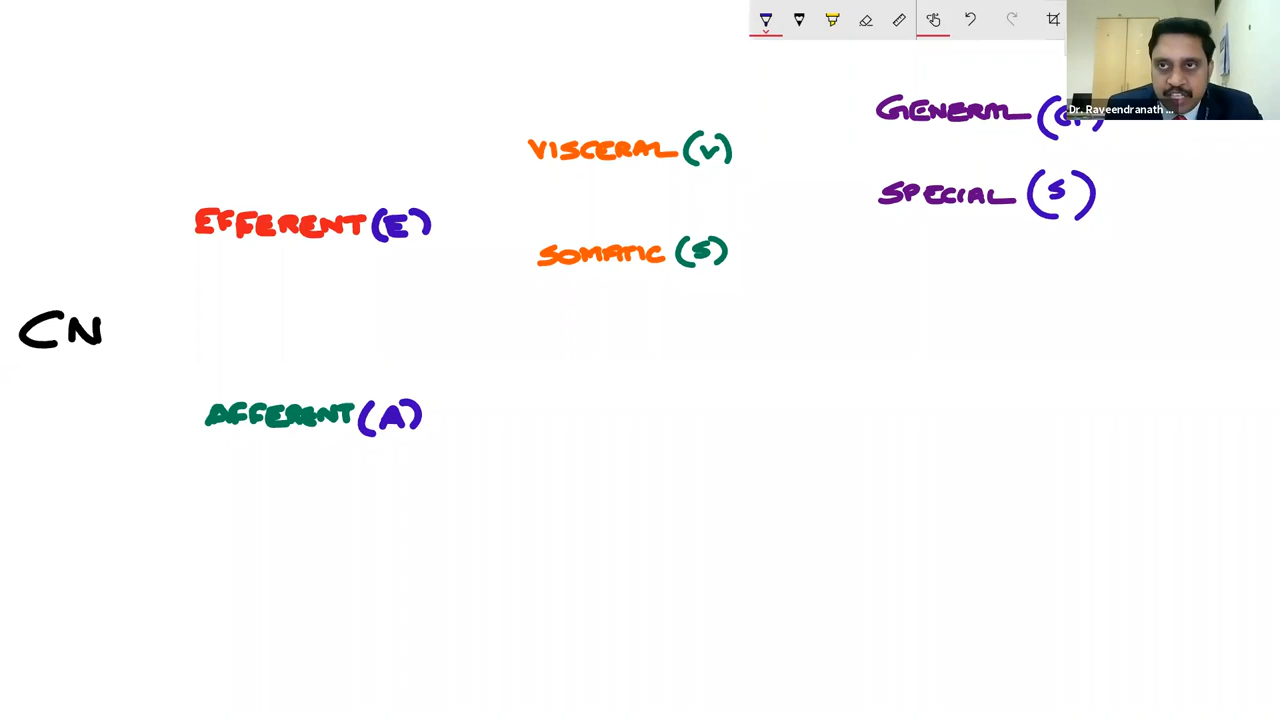 GENERAL
Dr. Raveendranath ...
VISCERAL (V)
SPECIAL (S)
EFFERENT (E)
SOMATIC (S)
CN
AFFERENT (A)